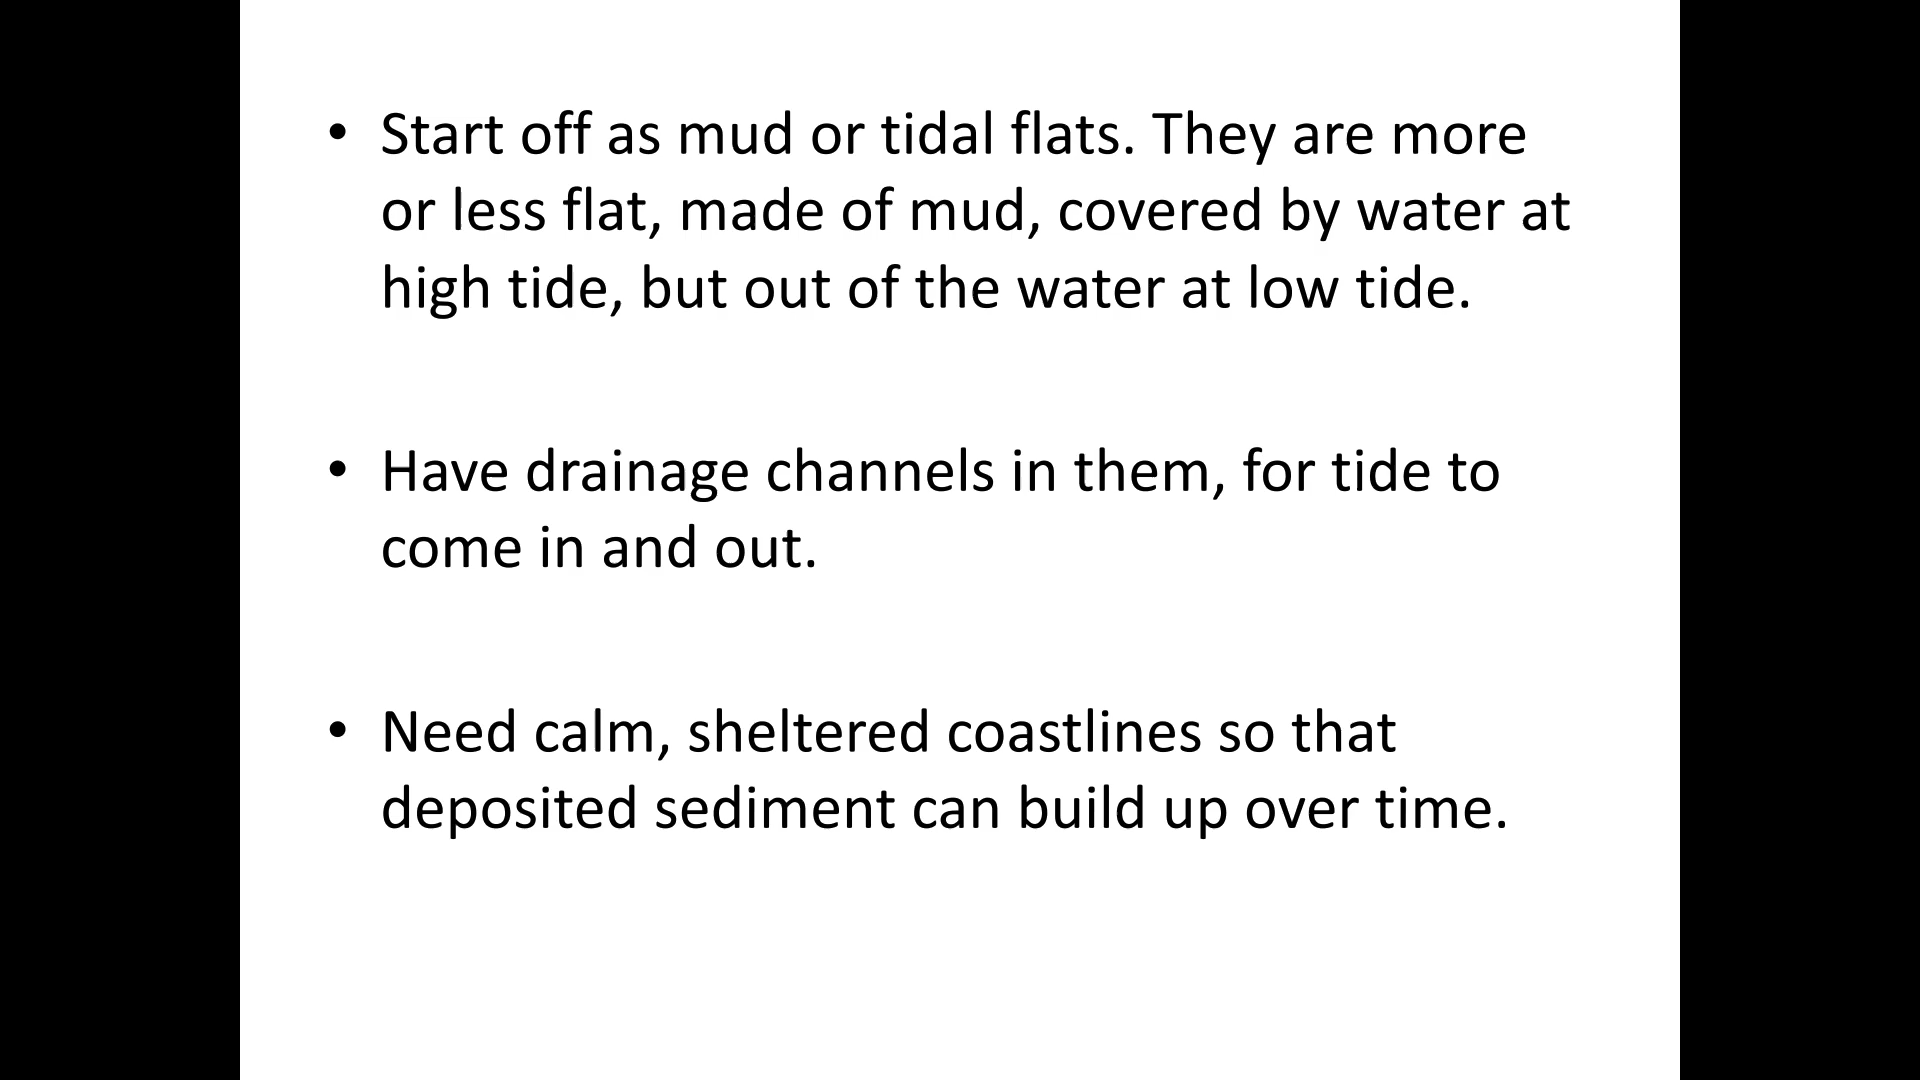 • Start off as mud or tidal flats. They are more
or less flat, made of mud, covered by water at
high tide, but out of the water at low tide.
• Have drainage channels in them, for tide to
come in and out.
• Need calm, sheltered coastlines so that
deposited sediment can build up over time.